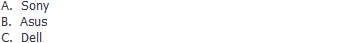 A. Sony
B. Asus
C. Dell